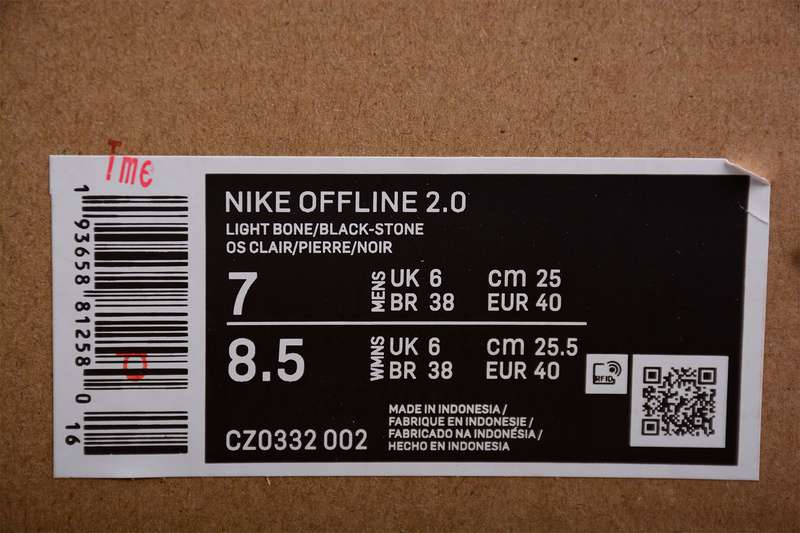 Tme
1 93658 81258 0
16
P
NIKE OFFLINE 2.0
LIGHT BONE/BLACK-STONE
OS CLAIR/PIERRE/NOIR
7 MENS UK 6 cm 25
BR 38 EUR 40
8.5 WMNS UK 6 cm 25.5
BR 38 EUR 40
RFID
CZ0332 002
MADE IN INDONESIA /
FABRIQUE EN INDONESIE /
FABRICADO NA INDONÉSIA /
HECHO EN INDONESIA